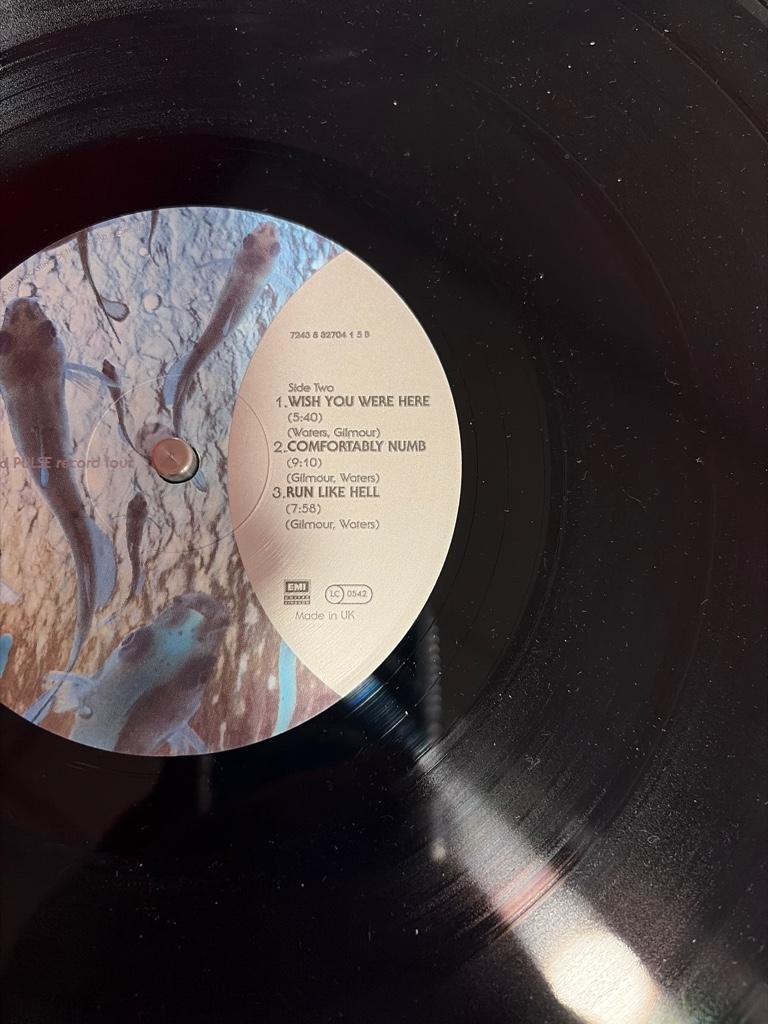 7243 8 32704 1 5 B
Side Two
1.WISH YOU WERE HERE
(5:40)
(Waters, Gilmour)
2.COMFORTABLY NUMB
(9:10)
(Gilmour, Waters)
3.RUN LIKE HELL
(7:58)
(Gilmour, Waters)
EMI
LC 0542
Made in UK
PULSE record four